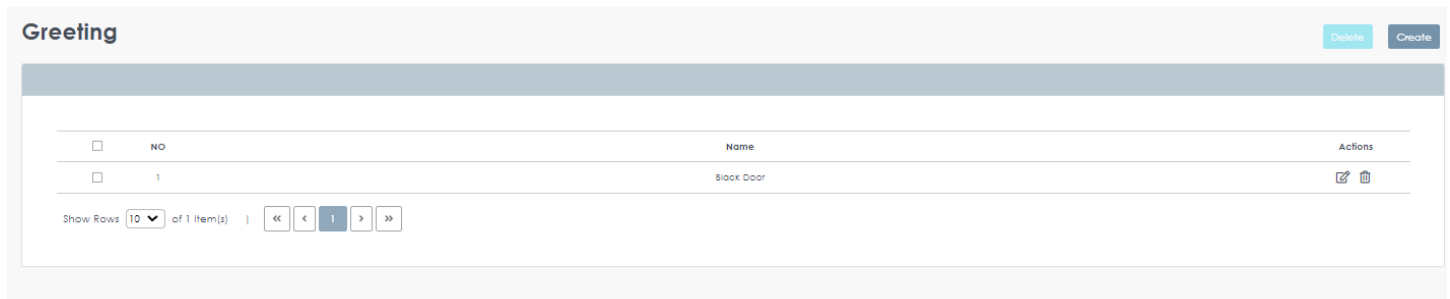 Greeting
Delete Create
NO Name Actions
1 Black Door
Show Rows 10 of 1 Item(s) | « ‹ 1 › »